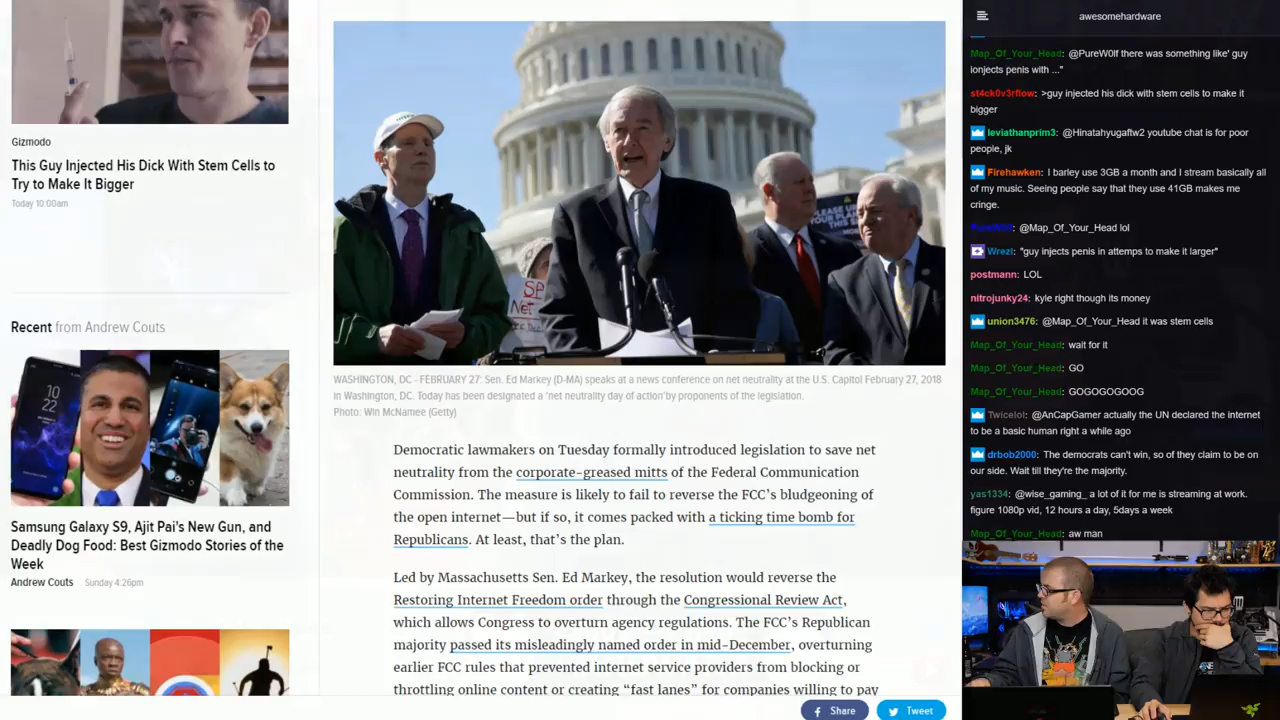 Gizmodo
This Guy Injected His Dick With Stem Cells to
Try to Make It Bigger
Today 10:00am
Recent from Andrew Couts
10
22
Samsung Galaxy S9, Ajit Pai's New Gun, and
Deadly Dog Food: Best Gizmodo Stories of the
Week
Andrew Couts Sunday 4:26pm
PLEASE
YOUR
PLAN
WASHINGTON, DC - FEBRUARY 27: Sen. Ed Markey (D-MA) speaks at a news conference on net neutrality at the U.S. Capitol February 27, 2018
in Washington, DC. Today has been designated a 'net neutrality day of action'by proponents of the legislation.
Photo: Win McNamee (Getty)
Democratic lawmakers on Tuesday formally introduced legislation to save net
neutrality from the corporate-greased mitts of the Federal Communication
Commission. The measure is likely to fail to reverse the FCC's bludgeoning of
the open internet—but if so, it comes packed with a ticking time bomb for
Republicans. At least, that's the plan.
Led by Massachusetts Sen. Ed Markey, the resolution would reverse the
Restoring Internet Freedom order through the Congressional Review Act,
which allows Congress to overturn agency regulations. The FCC's Republican
majority passed its misleadingly named order in mid-December, overturning
earlier FCC rules that prevented internet service providers from blocking or
throttling online content or creating “fast lanes” for companies willing to pay
Share
Tweet
awesomehardware
Map_Of_Your_Head: @PureW0lf there was something like' guy
ionjects penis with ..."
st4ck0v3rflow: >guy injected his dick with stem cells to make it
bigger
leviathanprim3: @Hinatahyugaftw2 youtube chat is for poor
people, jk
Firehawken: I barley use 3GB a month and I stream basically all
of my music. Seeing people say that they use 41GB makes me
cringe.
PureW0lf: @Map_Of_Your_Head lol
Wrezl: "guy injects penis in attemps to make it larger"
postmann: LOL
nitrojunky24: kyle right though its money
union3476: @Map_Of_Your_Head it was stem cells
Map_Of_Your_Head: wait for it
Map_Of_Your_Head: GO
Map_Of_Your_Head: GOGOGOGOOG
Twicelol: @AnCapGamer actually the UN declared the internet
to be a basic human right a while ago
drbob2000: The democrats can't win, so of they claim to be on
our side. Wait till they're the majority.
yas1334: @wise_gaming_ a lot of it for me is streaming at work.
figure 1080p vid, 12 hours a day, 5days a week
Map_Of_Your_Head: aw man